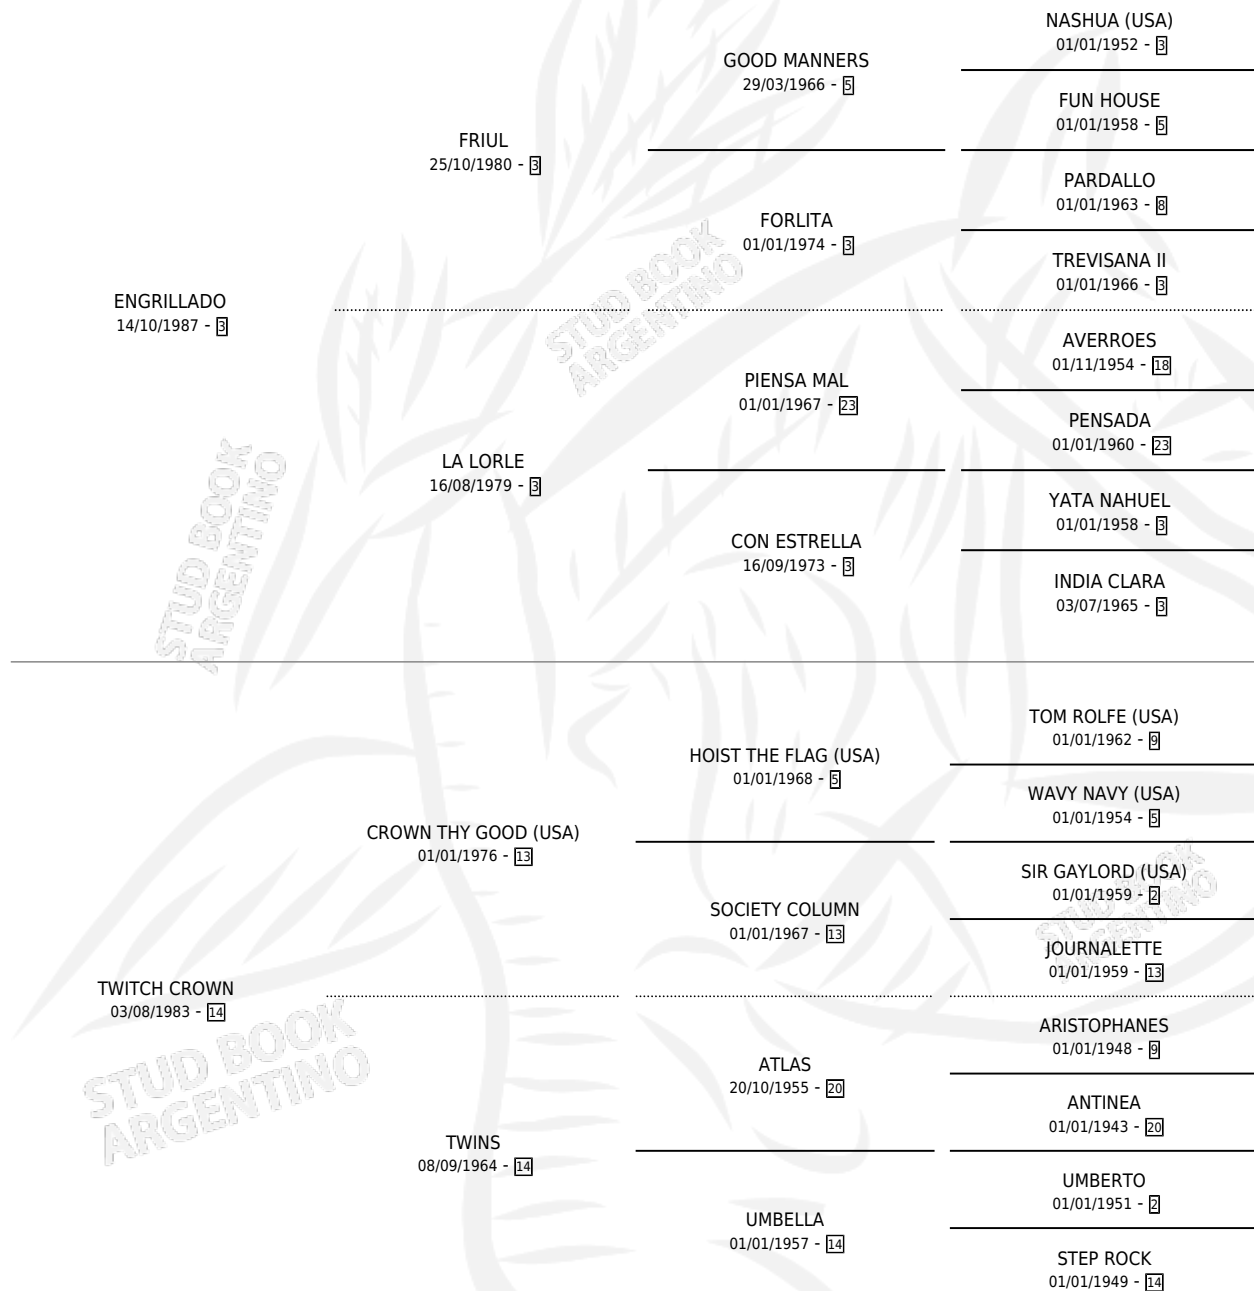 NASHUA (USA)
01/01/1952 - 3
GOOD MANNERS
29/03/1966 - 5
FUN HOUSE
01/01/1958 - 5
FRIUL
25/10/1980 - 3
PARDALLO
01/01/1963 - 8
FORLITA
01/01/1974 - 3
TREVISANA II
01/01/1966 - 3
ENGRILLADO
14/10/1987 - 3
AVERROES
01/11/1954 - 18
PIENSA MAL
01/01/1967 - 23
PENSADA
01/01/1960 - 23
LA LORLE
16/08/1979 - 3
YATA NAHUEL
01/01/1958 - 3
CON ESTRELLA
16/09/1973 - 3
INDIA CLARA
03/07/1965 - 3
TOM ROLFE (USA)
01/01/1962 - 9
HOIST THE FLAG (USA)
01/01/1968 - 5
WAVY NAVY (USA)
01/01/1954 - 5
CROWN THY GOOD (USA)
01/01/1976 - 13
SIR GAYLORD (USA)
01/01/1959 - 2
SOCIETY COLUMN
01/01/1967 - 13
JOURNALETTE
01/01/1959 - 13
TWITCH CROWN
03/08/1983 - 14
ARISTOPHANES
01/01/1948 - 9
ATLAS
20/10/1955 - 20
ANTINEA
01/01/1943 - 20
TWINS
08/09/1964 - 14
UMBERTO
01/01/1951 - 2
UMBELLA
01/01/1957 - 14
STEP ROCK
01/01/1949 - 14
STUD BOOK
ARGENTINO
STUD BOOK
ARGENTINO
STUD BOOK
ARGENTINO
STUD BOOK
ARGENTINO